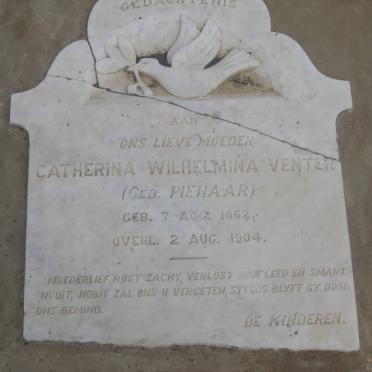 GEDACHTENIS
AAN
ONS LIEVE MOEDER
CATHERINA WILHELMINA VENTER
(GEB. PIENAAR)
GEB. 7 AUG. 1862,
OVERL. 2 AUG. 1904.
MOEDERLIEF RUST ZACHT, VERLOST VAN LEED EN SMART.
NOOIT, NOOIT ZAL ONS U VERGETEN, STEEDS BLYFT GY DOOR
ONS BEMIND.
DE KINDEREN.